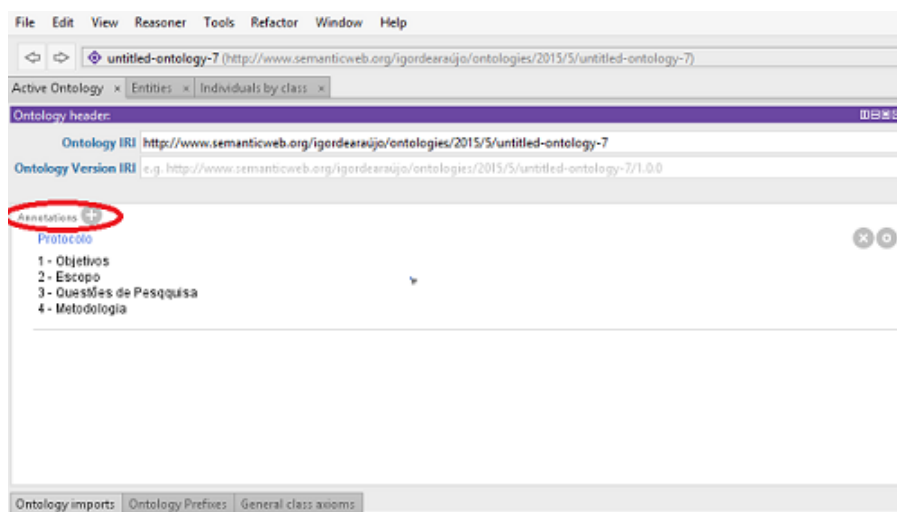 File Edit View Reasoner Tools Refactor Window Help
untitled-ontology-7 (http://www.semanticweb.org/igordearaújo/ontologies/2015/5/untitled-ontology-7)
Active Ontology × Entities × Individuals by class ×
Ontology header:
Ontology IRI http://www.semanticweb.org/igordearaújo/ontologies/2015/5/untitled-ontology-7
Ontology Version IRI e.g. http://www.semanticweb.org/igordearaújo/ontologies/2015/5/untitled-ontology-7/1.0.0
Annotations
Protocolo
1 - Objetivos
2 - Escopo
3 - Questões de Pesqquisa
4 - Metodologia
Ontology imports Ontology Prefixes General class axioms